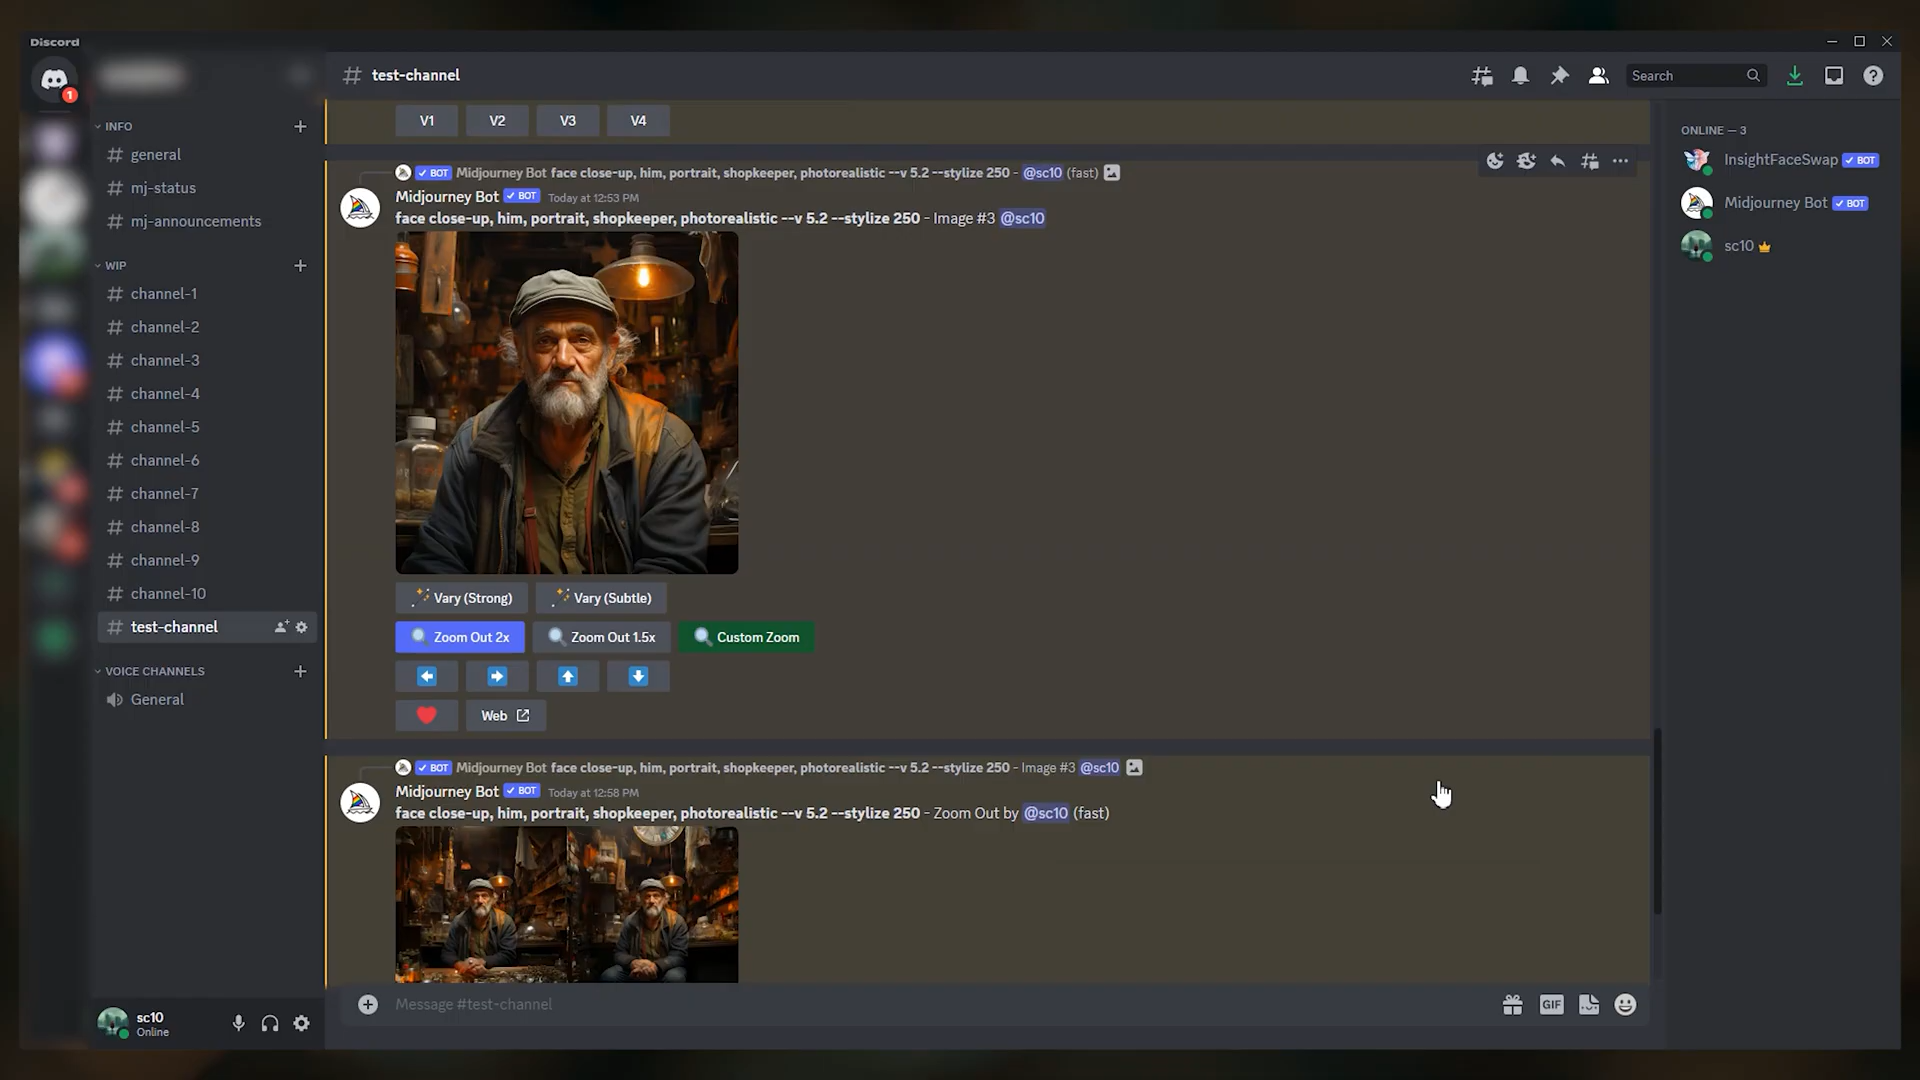 Discord
1
# test-channel
Search
INFO
general
mj-status
mj-announcements
WIP
channel-1
channel-2
channel-3
channel-4
channel-5
channel-6
channel-7
channel-8
channel-9
channel-10
test-channel
VOICE CHANNELS
General
sc10
Online
V1 V2 V3 V4
BOT Midjourney Bot face close-up, him, portrait, shopkeeper, photorealistic --v 5.2 --stylize 250 - @sc10 (fast)
Midjourney Bot BOT Today at 12:53 PM
face close-up, him, portrait, shopkeeper, photorealistic --v 5.2 --stylize 250 - Image #3 @sc10
Vary (Strong) Vary (Subtle)
Zoom Out 2x Zoom Out 1.5x Custom Zoom
Web
BOT Midjourney Bot face close-up, him, portrait, shopkeeper, photorealistic --v 5.2 --stylize 250 - Image #3 @sc10
Midjourney Bot BOT Today at 12:58 PM
face close-up, him, portrait, shopkeeper, photorealistic --v 5.2 --stylize 250 - Zoom Out by @sc10 (fast)
Message #test-channel
GIF
ONLINE — 3
InsightFaceSwap BOT
Midjourney Bot BOT
sc10